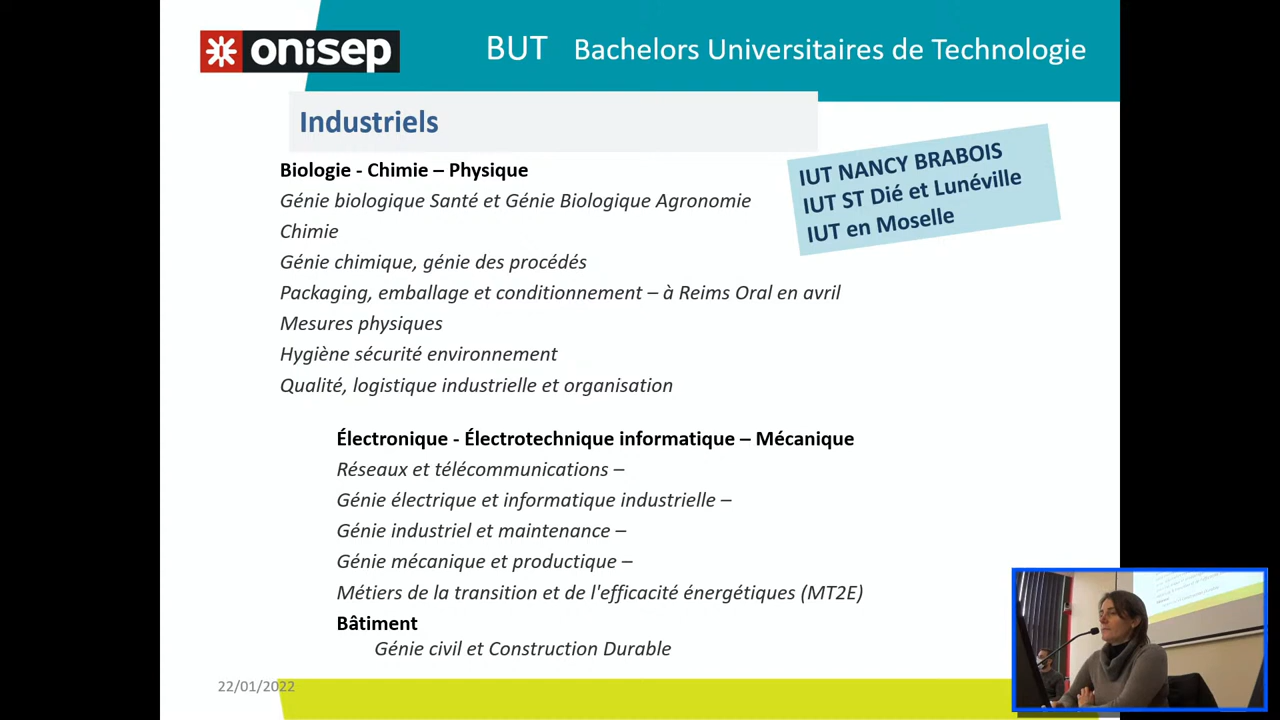 onisep
BUT Bachelors Universitaires de Technologie
Industriels
IUT NANCY BRABOIS
IUT ST Dié et Lunéville
IUT en Moselle
Biologie - Chimie – Physique
Génie biologique Santé et Génie Biologique Agronomie
Chimie
Génie chimique, génie des procédés
Packaging, emballage et conditionnement – à Reims Oral en avril
Mesures physiques
Hygiène sécurité environnement
Qualité, logistique industrielle et organisation
Électronique - Électrotechnique informatique – Mécanique
Réseaux et télécommunications –
Génie électrique et informatique industrielle –
Génie industriel et maintenance –
Génie mécanique et productique –
Métiers de la transition et de l'efficacité énergétiques (MT2E)
Bâtiment
Génie civil et Construction Durable
22/01/2022